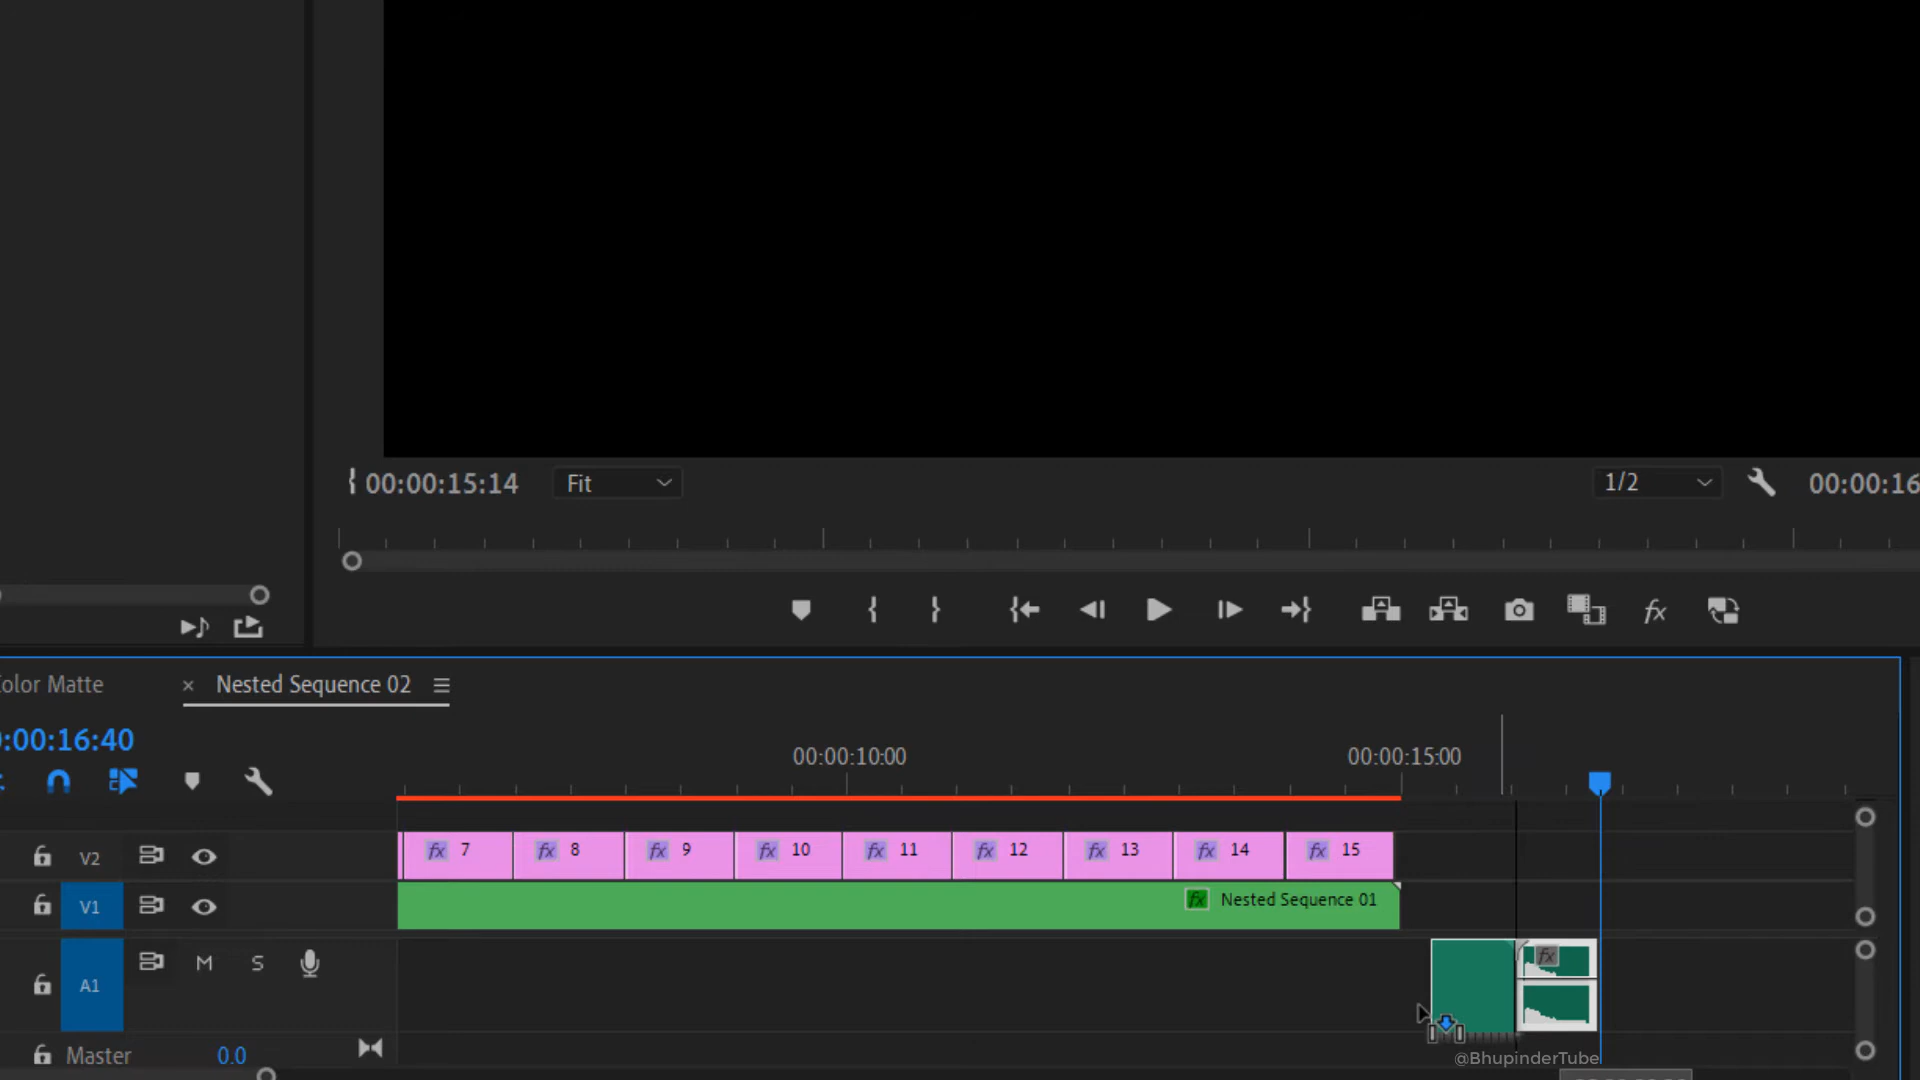 00:00:15:14 Fit 1/2 00:00:16
fx
olor Matte × Nested Sequence 02
:00:16:40
00:00:10:00 00:00:15:00
V2 fx 7 fx 8 fx 9 fx 10 fx 11 fx 12 fx 13 fx 14 fx 15
V1 fx Nested Sequence 01
M S fx
A1
Master 0.0
@BhupinderTube